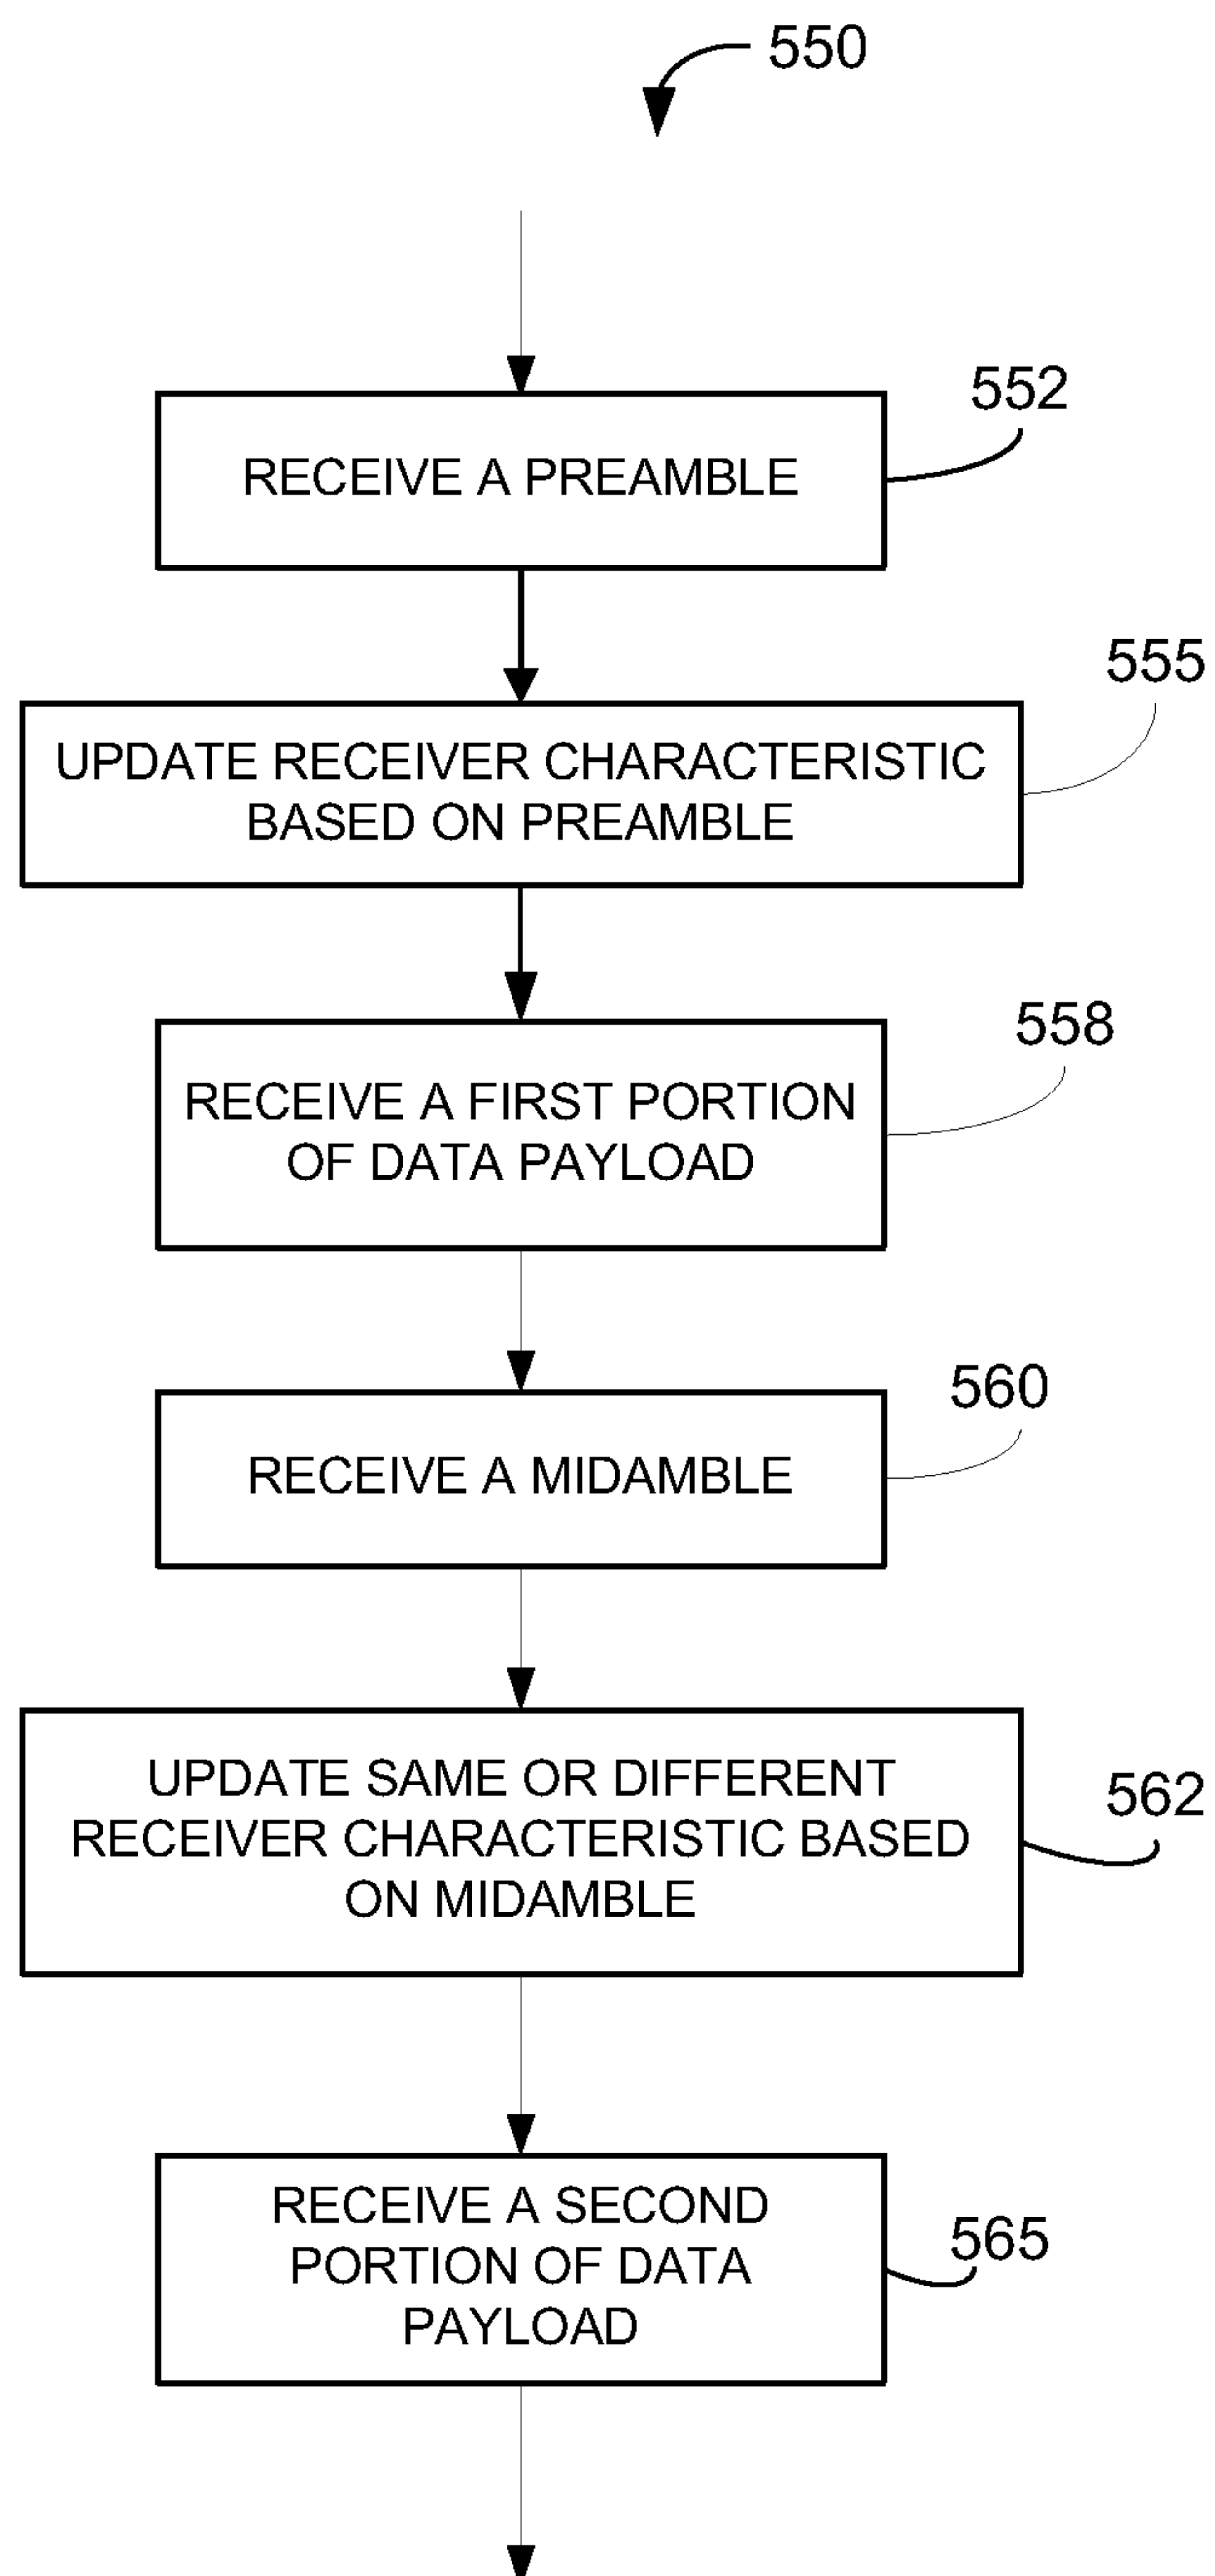 550
552
RECEIVE A PREAMBLE
555
UPDATE RECEIVER CHARACTERISTIC
BASED ON PREAMBLE
558
RECEIVE A FIRST PORTION
OF DATA PAYLOAD
560
RECEIVE A MIDAMBLE
UPDATE SAME OR DIFFERENT
RECEIVER CHARACTERISTIC BASED
ON MIDAMBLE
562
RECEIVE A SECOND
PORTION OF DATA
PAYLOAD
565